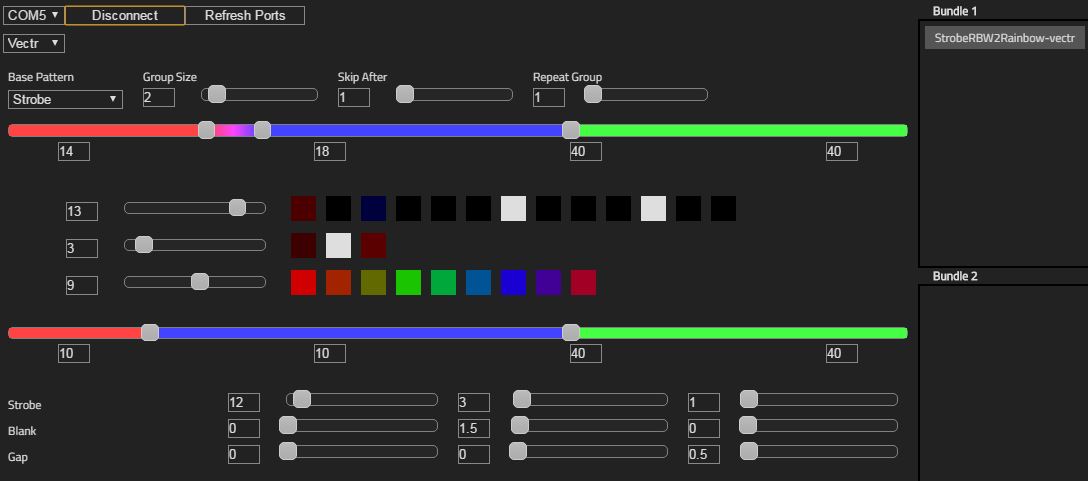 COM5 Disconnect Refresh Ports
Bundle 1
Vectr
StrobeRBW2Rainbow-vectr
Base Pattern Group Size Skip After Repeat Group
Strobe 2 1 1
14 18 40 40
13
3
9
Bundle 2
10 10 40 40
Strobe 12 3 1
Blank 0 1.5 0
Gap 0 0 0.5